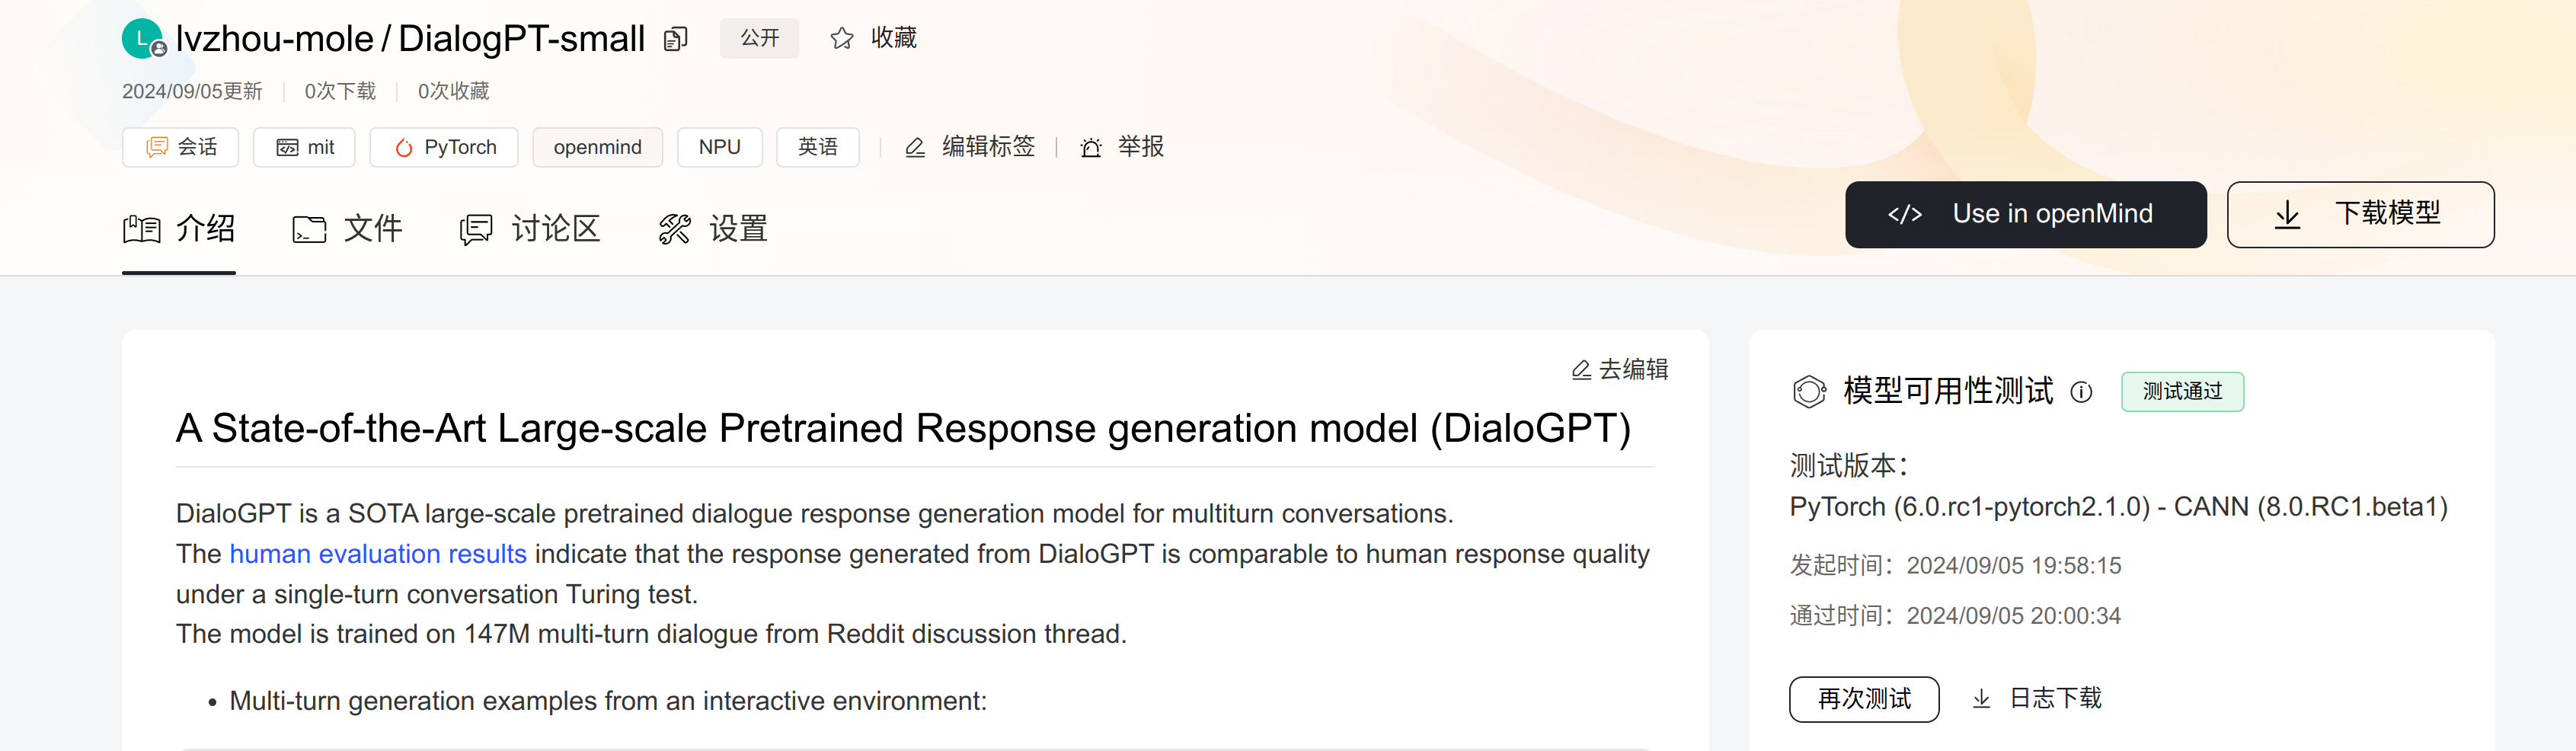 L lvzhou-mole / DialogPT-small 公开 收藏
2024/09/05更新 0次下载 0次收藏
会话 mit PyTorch openmind NPU 英语 编辑标签 举报
介绍 文件 讨论区 设置 </> Use in openMind 下载模型
去编辑
A State-of-the-Art Large-scale Pretrained Response generation model (DialoGPT)
DialoGPT is a SOTA large-scale pretrained dialogue response generation model for multiturn conversations.
The human evaluation results indicate that the response generated from DialoGPT is comparable to human response quality
under a single-turn conversation Turing test.
The model is trained on 147M multi-turn dialogue from Reddit discussion thread.
• Multi-turn generation examples from an interactive environment:
模型可用性测试 测试通过
测试版本：
PyTorch (6.0.rc1-pytorch2.1.0) - CANN (8.0.RC1.beta1)
发起时间：2024/09/05 19:58:15
通过时间：2024/09/05 20:00:34
再次测试 日志下载